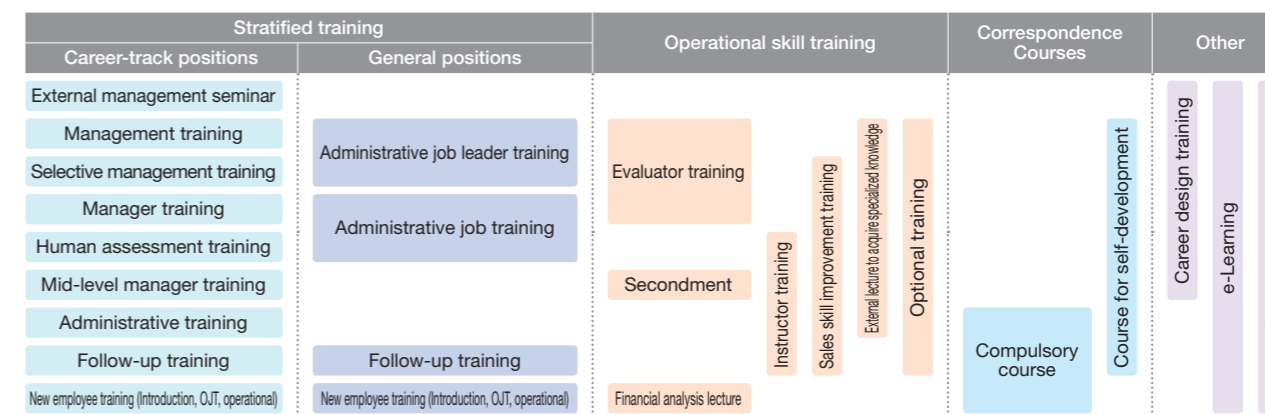 Stratified training
Operational skill training
Correspondence
Courses
Other
Career-track positions
General positions
External management seminar
Management training
Selective management training
Manager training
Human assessment training
Mid-level manager training
Administrative training
Follow-up training
New employee training (Introduction, OJT, operational)
Administrative job leader training
Administrative job training
Follow-up training
New employee training (Introduction, OJT, operational)
Evaluator training
Secondment
Financial analysis lecture
Instructor training
Sales skill improvement training
External lecture to acquire specialized knowledge
Optional training
Compulsory
course
Course for self-development
Career design training
e-Learning